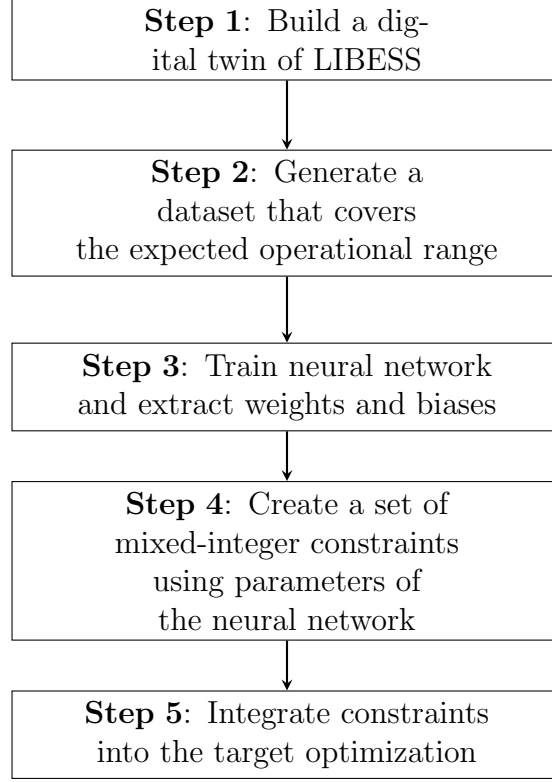 Step 1: Build a dig-
ital twin of LIBESS
Step 2: Generate a
dataset that covers
the expected operational range
Step 3: Train neural network
and extract weights and biases
Step 4: Create a set of
mixed-integer constraints
using parameters of
the neural network
Step 5: Integrate constraints
into the target optimization